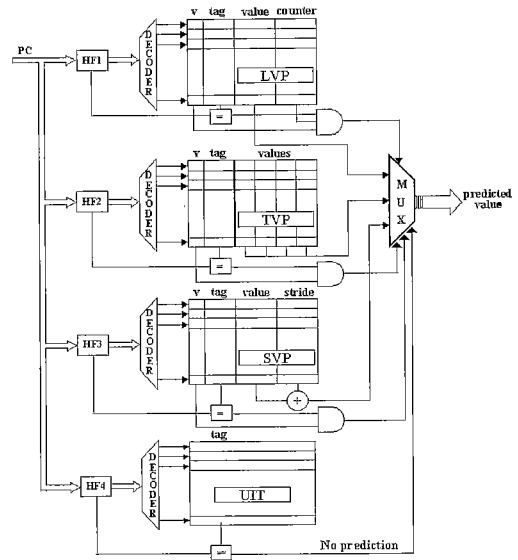 v tag value counter
PC
HF1
DECODER
LVP
=
v tag values
HF2
DECODER
TVP
=
MUX
predicted
value
v tag value stride
HF3
DECODER
SVP
+
=
tag
HF4
DECODER
UIT
=
No prediction